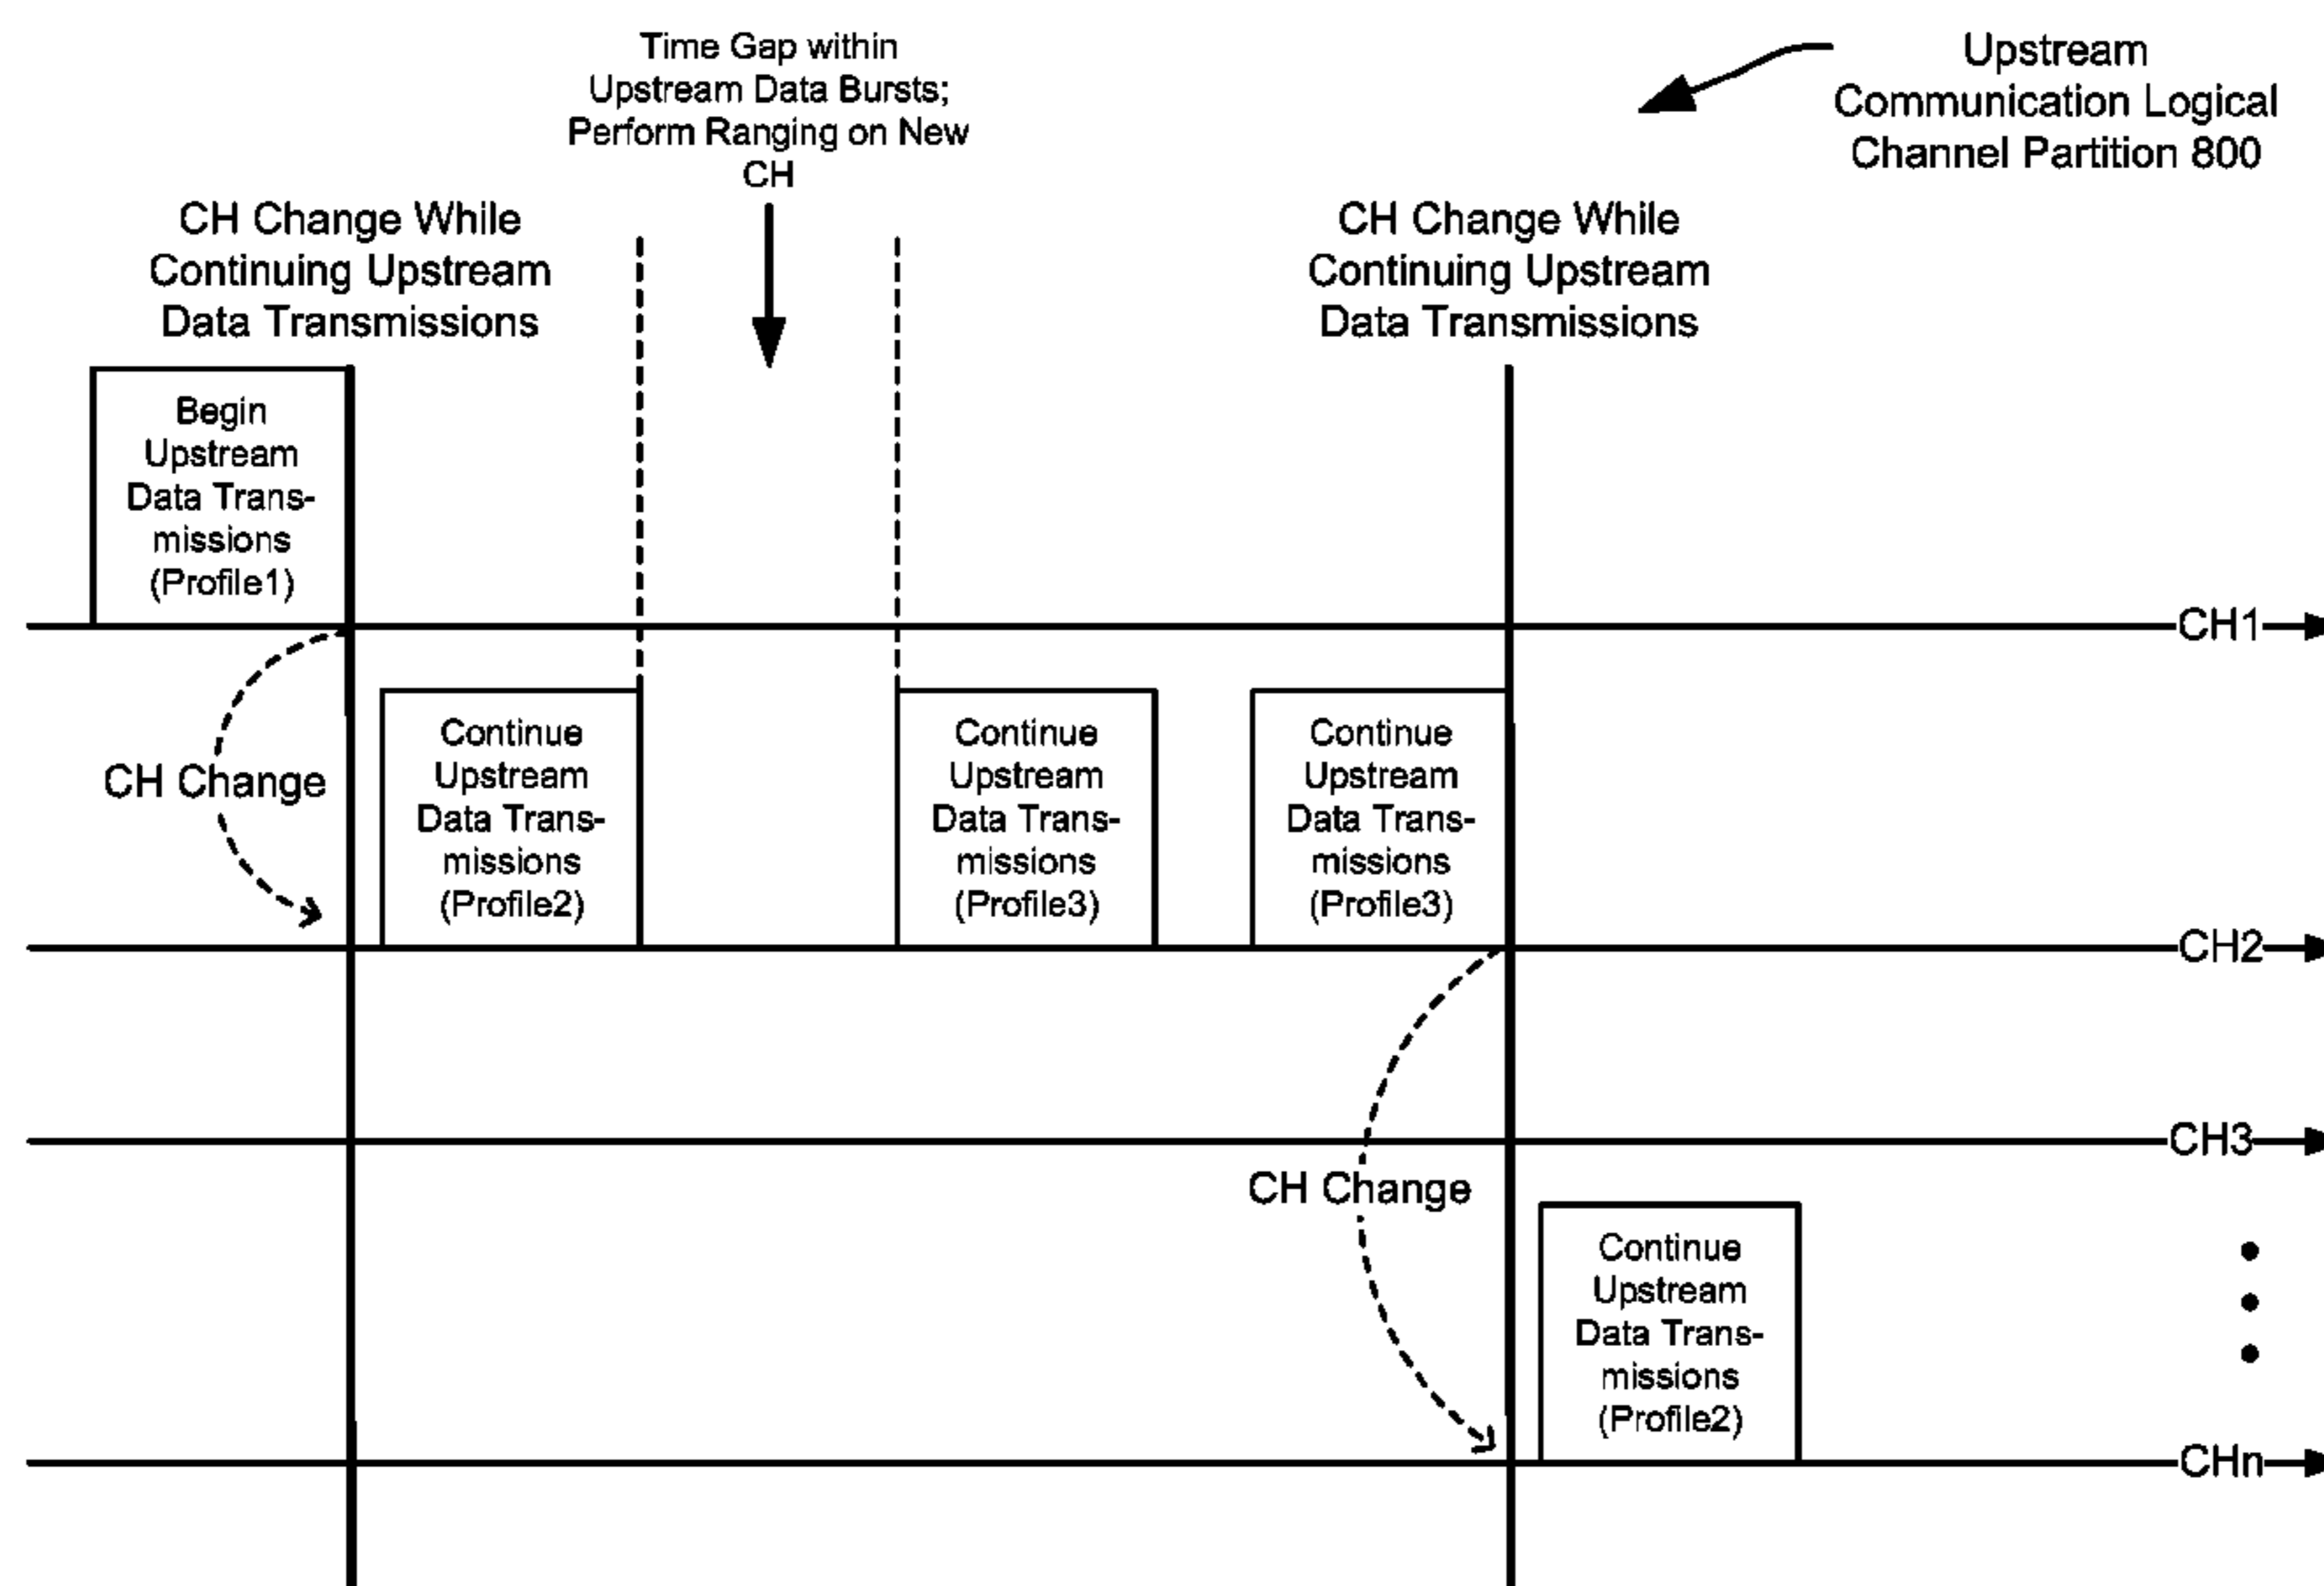 Time Gap within
Upstream Data Bursts;
Perform Ranging on New
CH
Upstream
Communication Logical
Channel Partition 800
CH Change While
Continuing Upstream
Data Transmissions
CH Change While
Continuing Upstream
Data Transmissions
Begin
Upstream
Data Trans-
missions
(Profile1)
CH1
CH Change
Continue
Upstream
Data Trans-
missions
(Profile2)
Continue
Upstream
Data Trans-
missions
(Profile3)
Continue
Upstream
Data Trans-
missions
(Profile3)
CH2
CH3
CH Change
Continue
Upstream
Data Trans-
missions
(Profile2)
CHn